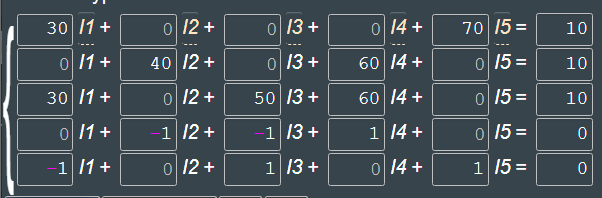 30 I1 + 0 I2 + 0 I3 + 0 I4 + 70 I5 = 10
0 I1 + 40 I2 + 0 I3 + 60 I4 + 0 I5 = 10
30 I1 + 0 I2 + 50 I3 + 60 I4 + 0 I5 = 10
0 I1 + -1 I2 + -1 I3 + 1 I4 + 0 I5 = 0
-1 I1 + 0 I2 + 1 I3 + 0 I4 + 1 I5 = 0